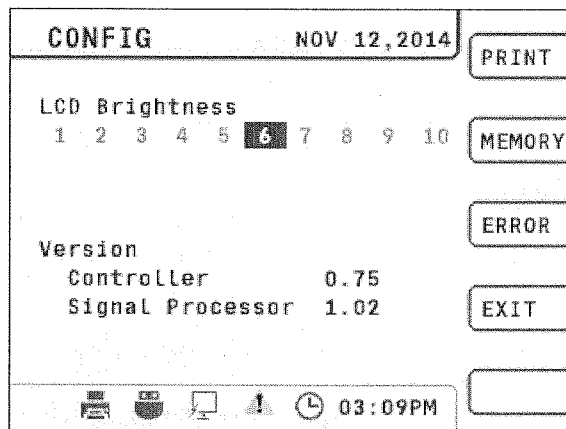 CONFIG
NOV 12,2014
PRINT
LCD Brightness
1 2 3 4 5 6 7 8 9 10
MEMORY
ERROR
Version
Controller 0.75
Signal Processor 1.02
EXIT
03:09PM